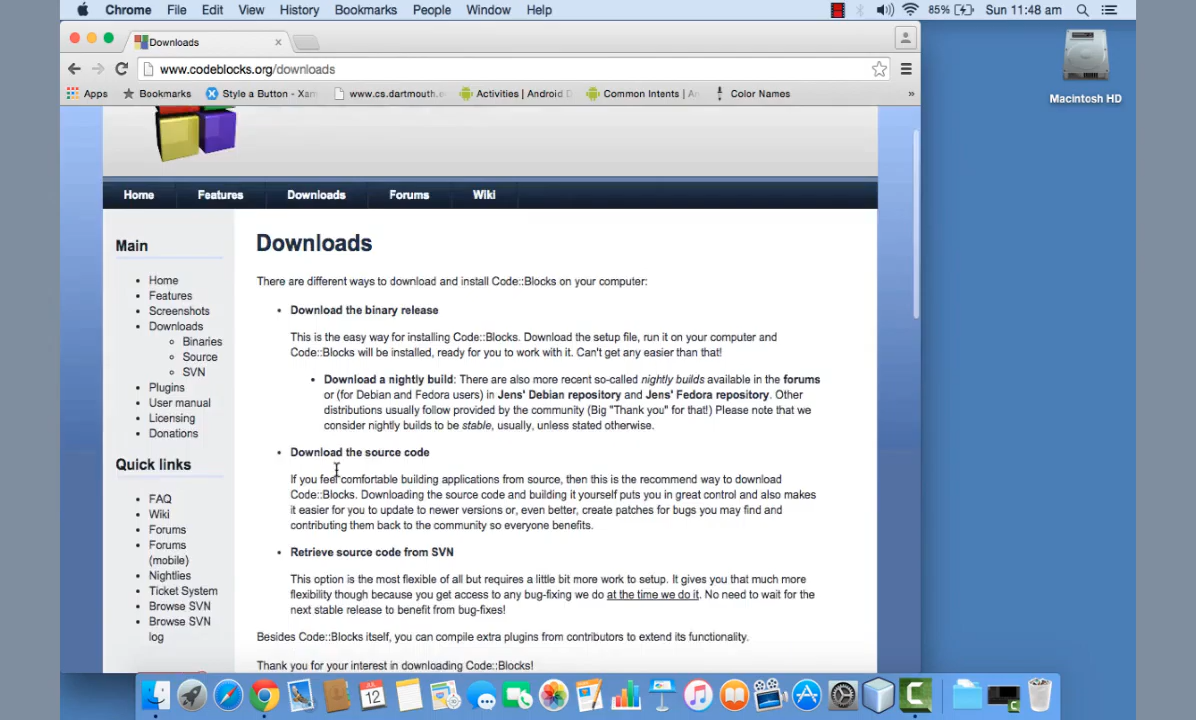 Chrome File Edit View History Bookmarks People Window Help 85% Sun 11:48 am
Downloads
www.codeblocks.org/downloads
Apps Bookmarks Style a Button - Xam www.cs.dartmouth.e Activities | Android D Common Intents | An Color Names »
Macintosh HD
Home Features Downloads Forums Wiki
Main
Home
Features
Screenshots
Downloads
Binaries
Source
SVN
Plugins
User manual
Licensing
Donations
Quick links
FAQ
Wiki
Forums
Forums
(mobile)
Nightlies
Ticket System
Browse SVN
Browse SVN
log
Downloads
There are different ways to download and install Code::Blocks on your computer:
Download the binary release
This is the easy way for installing Code::Blocks. Download the setup file, run it on your computer and
Code::Blocks will be installed, ready for you to work with it. Can't get any easier than that!
Download a nightly build: There are also more recent so-called nightly builds available in the forums
or (for Debian and Fedora users) in Jens' Debian repository and Jens' Fedora repository. Other
distributions usually follow provided by the community (Big "Thank you" for that!) Please note that we
consider nightly builds to be stable, usually, unless stated otherwise.
Download the source code
If you feel comfortable building applications from source, then this is the recommend way to download
Code::Blocks. Downloading the source code and building it yourself puts you in great control and also makes
it easier for you to update to newer versions or, even better, create patches for bugs you may find and
contributing them back to the community so everyone benefits.
Retrieve source code from SVN
This option is the most flexible of all but requires a little bit more work to setup. It gives you that much more
flexibility though because you get access to any bug-fixing we do at the time we do it. No need to wait for the
next stable release to benefit from bug-fixes!
Besides Code::Blocks itself, you can compile extra plugins from contributors to extend its functionality.
Thank you for your interest in downloading Code::Blocks!
JUL
12